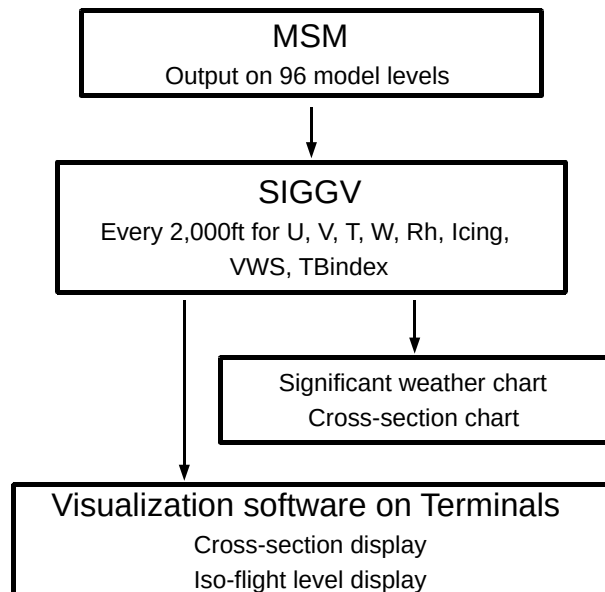 MSM
Output on 96 model levels
SIGGV
Every 2,000ft for U, V, T, W, Rh, Icing,
VWS, TBindex
Significant weather chart
Cross-section chart
Visualization software on Terminals
Cross-section display
Iso-flight level display